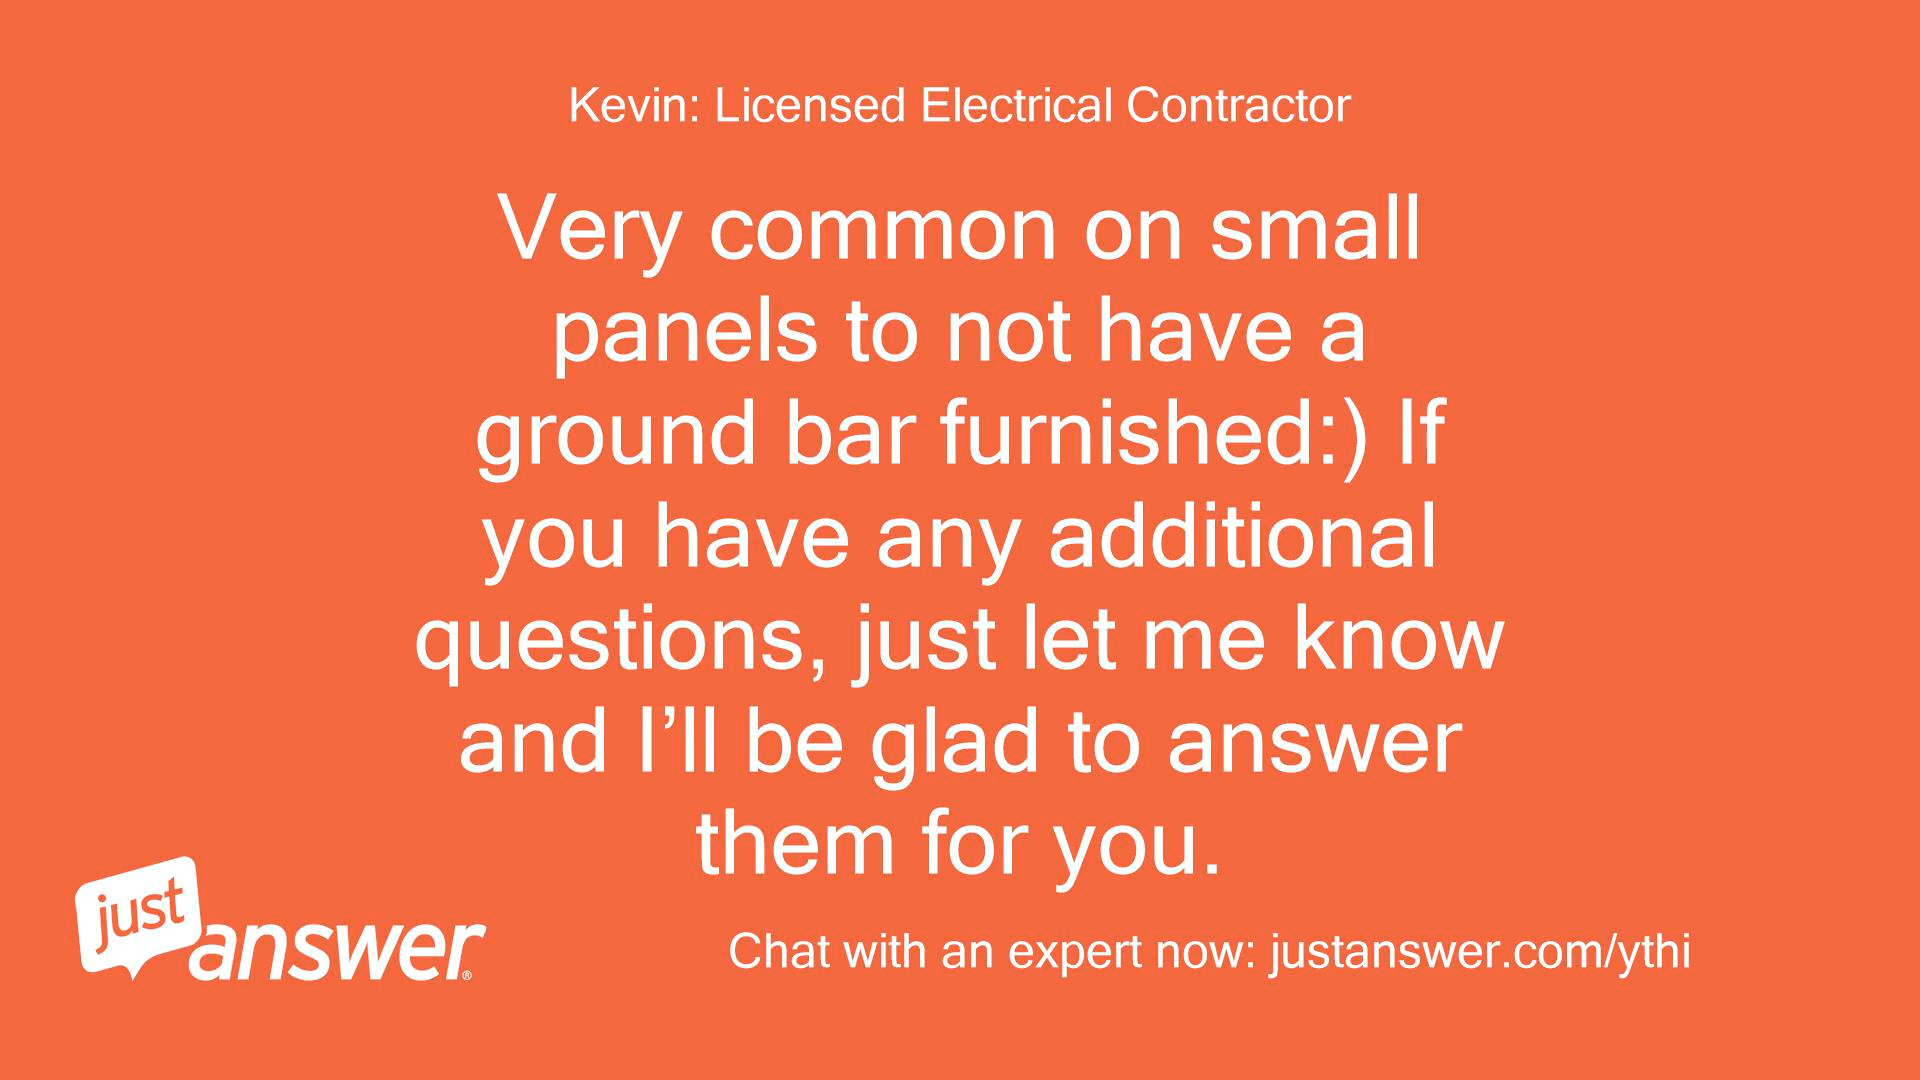 Kevin: Licensed Electrical Contractor
Very common on small
panels to not have a
ground bar furnished:) If
you have any additional
questions, just let me know
and I’ll be glad to answer
them for you.
just
answer®
Chat with an expert now: justanswer.com/ythi